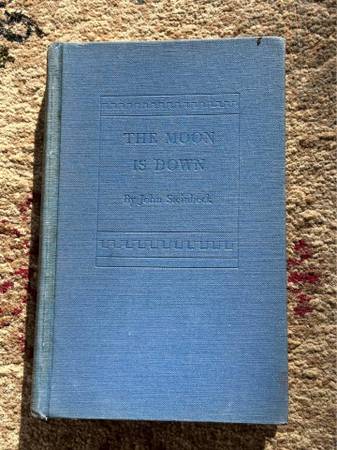 THE MOON
IS DOWN
By John Steinbeck